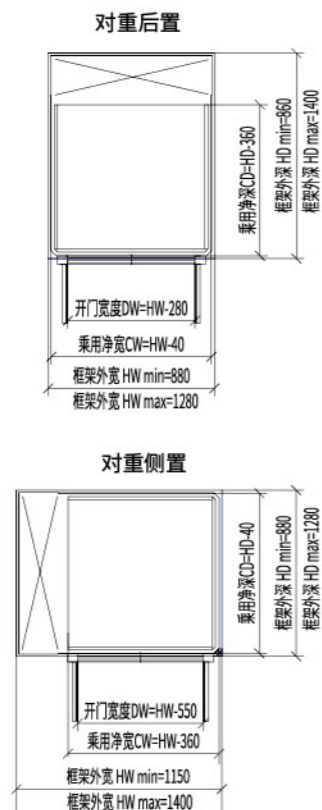 对重后置
乘用净深CD=HD-360
框架外深 HD min=860
框架外深 HD max=1400
开门宽度DW=HW-280
乘用净宽CW=HW-40
框架外宽 HW min=880
框架外宽 HW max=1280
对重侧置
乘用净深CD=HD-40
框架外深 HD min=880
框架外深 HD max=1280
开门宽度DW=HW-550
乘用净宽CW=HW-360
框架外宽 HW min=1150
框架外宽 HW max=1400